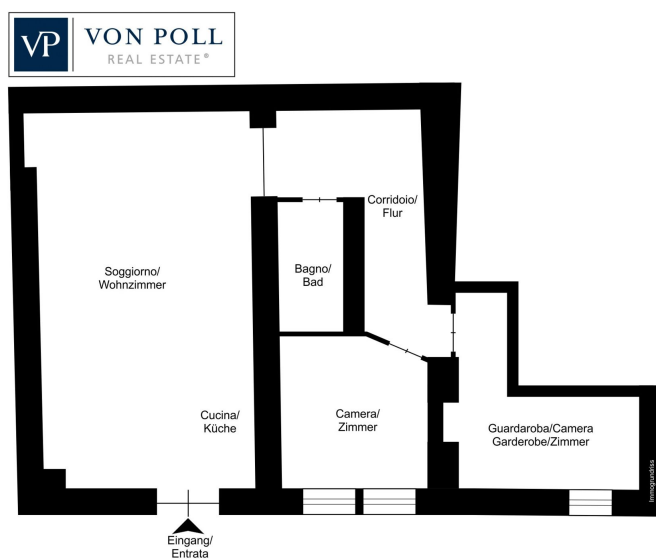 VP VON POLL
REAL ESTATE®
Corridoio/
Flur
Soggiorno/
Wohnzimmer
Bagno/
Bad
Cucina/
Küche
Camera/
Zimmer
Guardaroba/Camera
Garderobe/Zimmer
Immogrundriss
Eingang/
Entrata